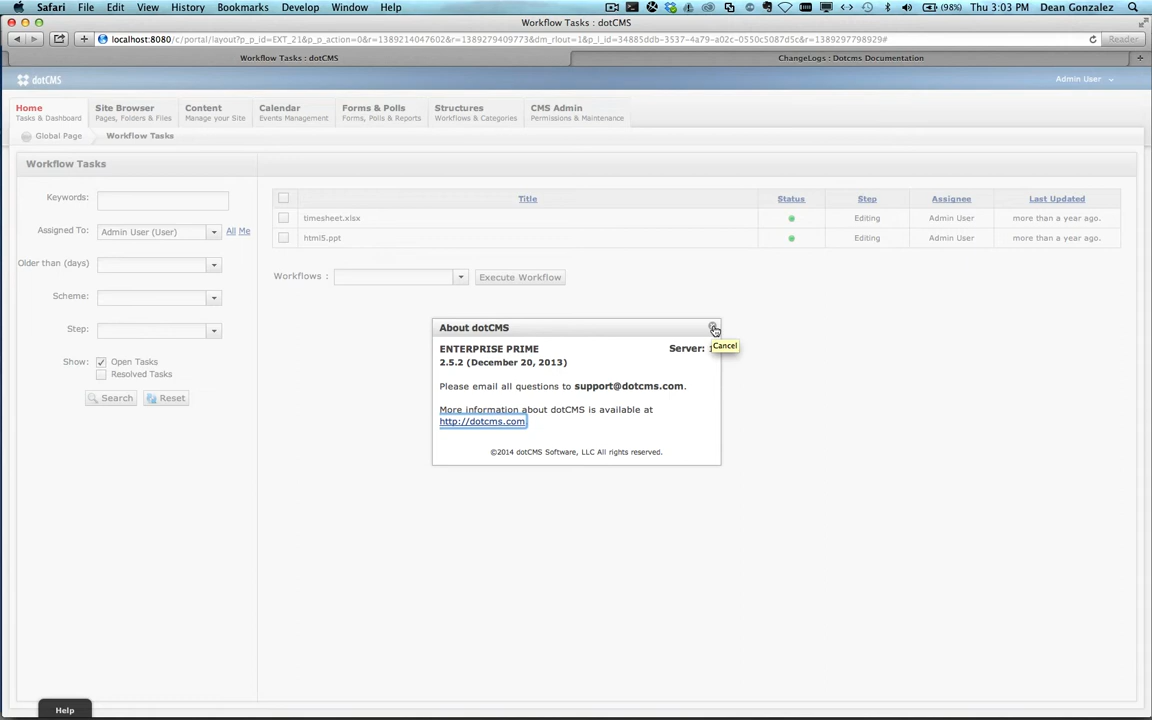 Safari File Edit View History Bookmarks Develop Window Help (98%) Thu 3:03 PM Dean Gonzalez
Workflow Tasks : dotCMS
localhost:8080/c/portal/layout?p_p_id=EXT_21&p_p_action=0&r=1389214047602&r=1389279409773&dm_rlout=1&p_l_id=34885ddb-3537-4a79-a02c-0550c5087d5c&r=1389297798929# Reader
Workflow Tasks : dotCMS ChangeLogs : Dotcms Documentation
dotCMS Admin User
Home Site Browser Content Calendar Forms & Polls Structures CMS Admin
Tasks & Dashboard Pages, Folders & Files Manage your Site Events Management Forms, Polls & Reports Workflows & Categories Permissions & Maintenance
Global Page Workflow Tasks
Workflow Tasks
Keywords:
Assigned To: Admin User (User) All Me
Older than (days)
Scheme:
Step:
Show: Open Tasks
Resolved Tasks
Search Reset
Title Status Step Assignee Last Updated
timesheet.xlsx Editing Admin User more than a year ago.
html5.ppt Editing Admin User more than a year ago.
Workflows : Execute Workflow
About dotCMS
ENTERPRISE PRIME Server:
Cancel
2.5.2 (December 20, 2013)
Please email all questions to support@dotcms.com.
More information about dotCMS is available at
http://dotcms.com
©2014 dotCMS Software, LLC All rights reserved.
Help